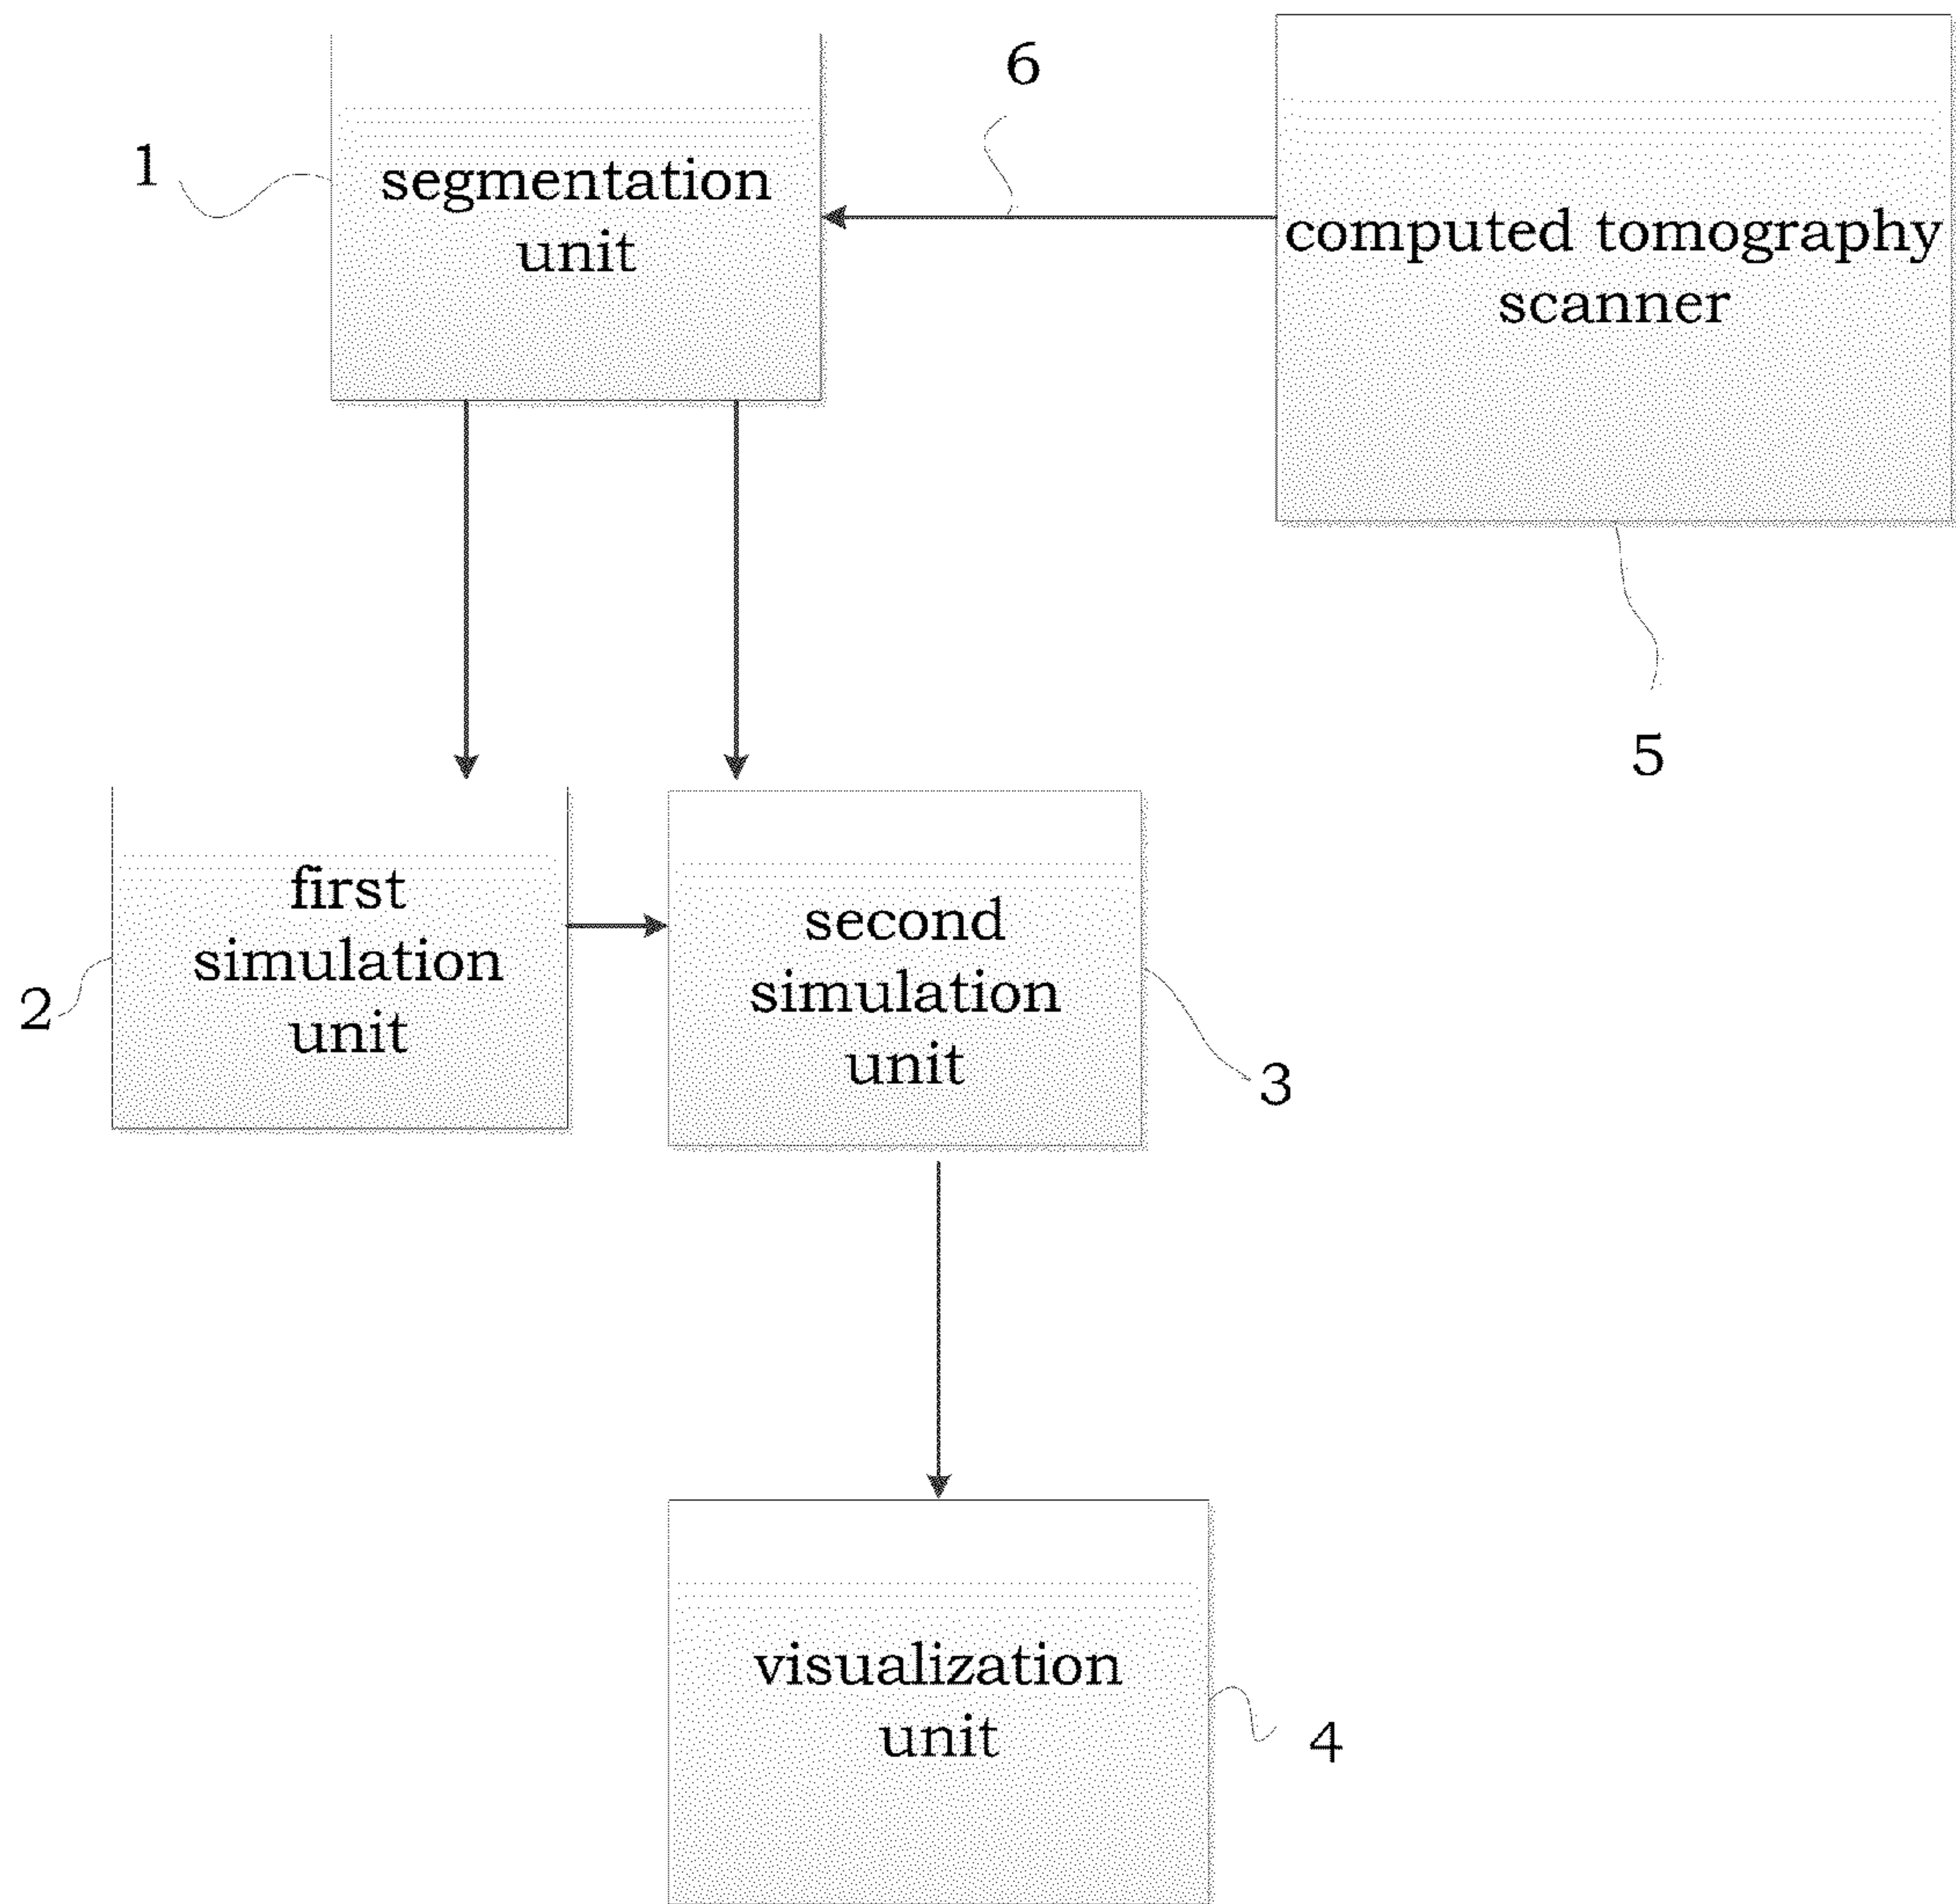 6
1
segmentation
unit
computed tomography
scanner
5
first
simulation
unit
2
second
simulation
unit
3
visualization
unit
4